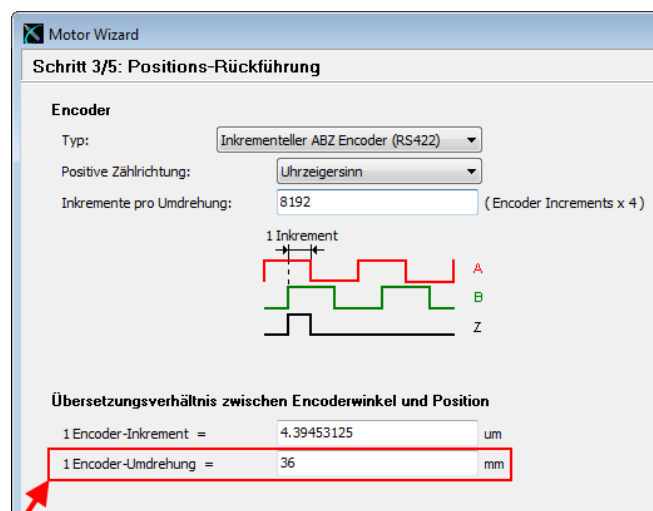 Motor Wizard
Schritt 3/5: Positions-Rückführung
Encoder
Typ: Inkrementeller ABZ Encoder (RS422)
Positive Zählrichtung: Uhrzeigersinn
Inkremente pro Umdrehung: 8192 ( Encoder Increments x 4 )
1 Inkrement
A
B
Z
Übersetzungsverhältnis zwischen Encoderwinkel und Position
1 Encoder-Inkrement = 4.39453125 um
1 Encoder-Umdrehung = 36 mm